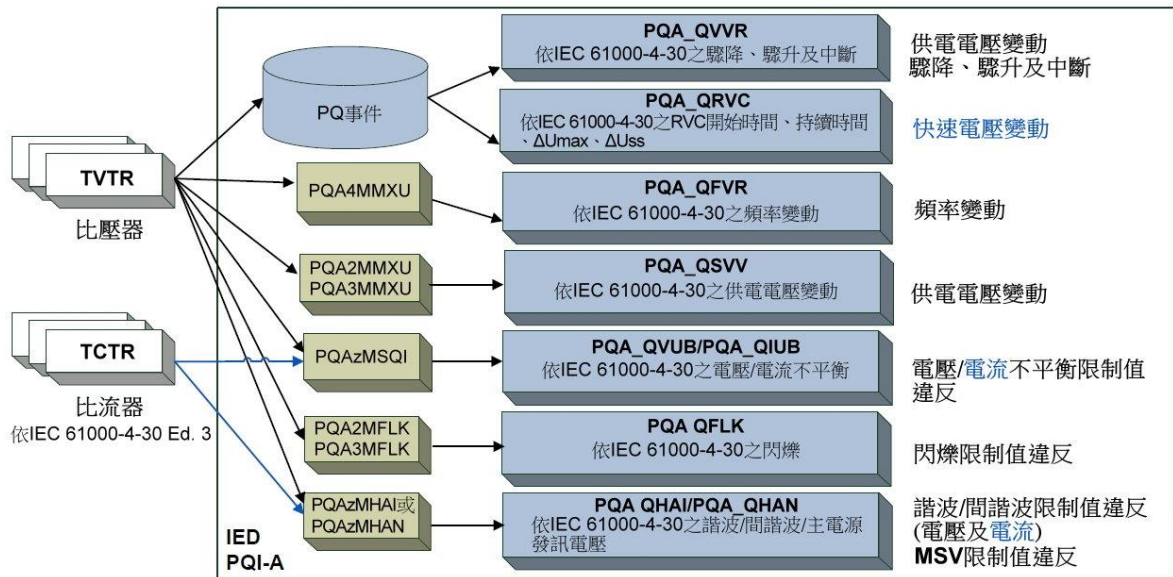 TVTR
比壓器
TCTR
比流器
依IEC 61000-4-30 Ed. 3
PQ事件
PQA4MMXU
PQA2MMXU
PQA3MMXU
PQAzMSQI
PQA2MFLK
PQA3MFLK
PQAzMHAI或
PQAzMHAN
IED
PQI-A
PQA_QVVR
依IEC 61000-4-30之驟降、驟升及中斷
供電電壓變動
驟降、驟升及中斷
PQA_QRVC
依IEC 61000-4-30之RVC開始時間、持續時間
、ΔUmax、ΔUss
快速電壓變動
PQA_QFVR
依IEC 61000-4-30之頻率變動
頻率變動
PQA_QSVV
依IEC 61000-4-30之供電電壓變動
供電電壓變動
PQA_QVUB/PQA_QIUB
依IEC 61000-4-30之電壓/電流不平衡
電壓/電流不平衡限制值
違反
PQA QFLK
依IEC 61000-4-30之閃爍
閃爍限制值違反
PQA QHAI/PQA_QHAN
依IEC 61000-4-30之諧波/間諧波/主電源
發訊電壓
諧波/間諧波限制值違反
(電壓及電流)
MSV限制值違反